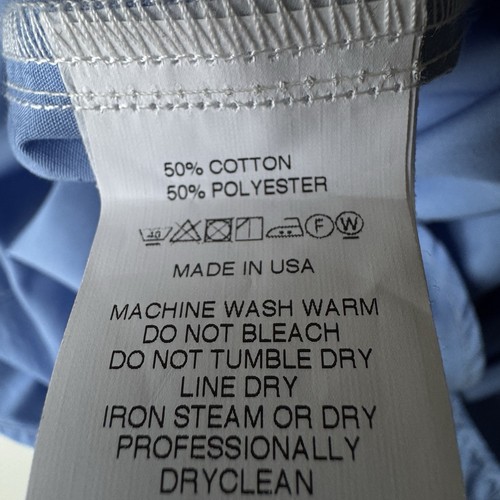 50% COTTON
50% POLYESTER
40 F W
MADE IN USA
MACHINE WASH WARM
DO NOT BLEACH
DO NOT TUMBLE DRY
LINE DRY
IRON STEAM OR DRY
PROFESSIONALLY
DRYCLEAN